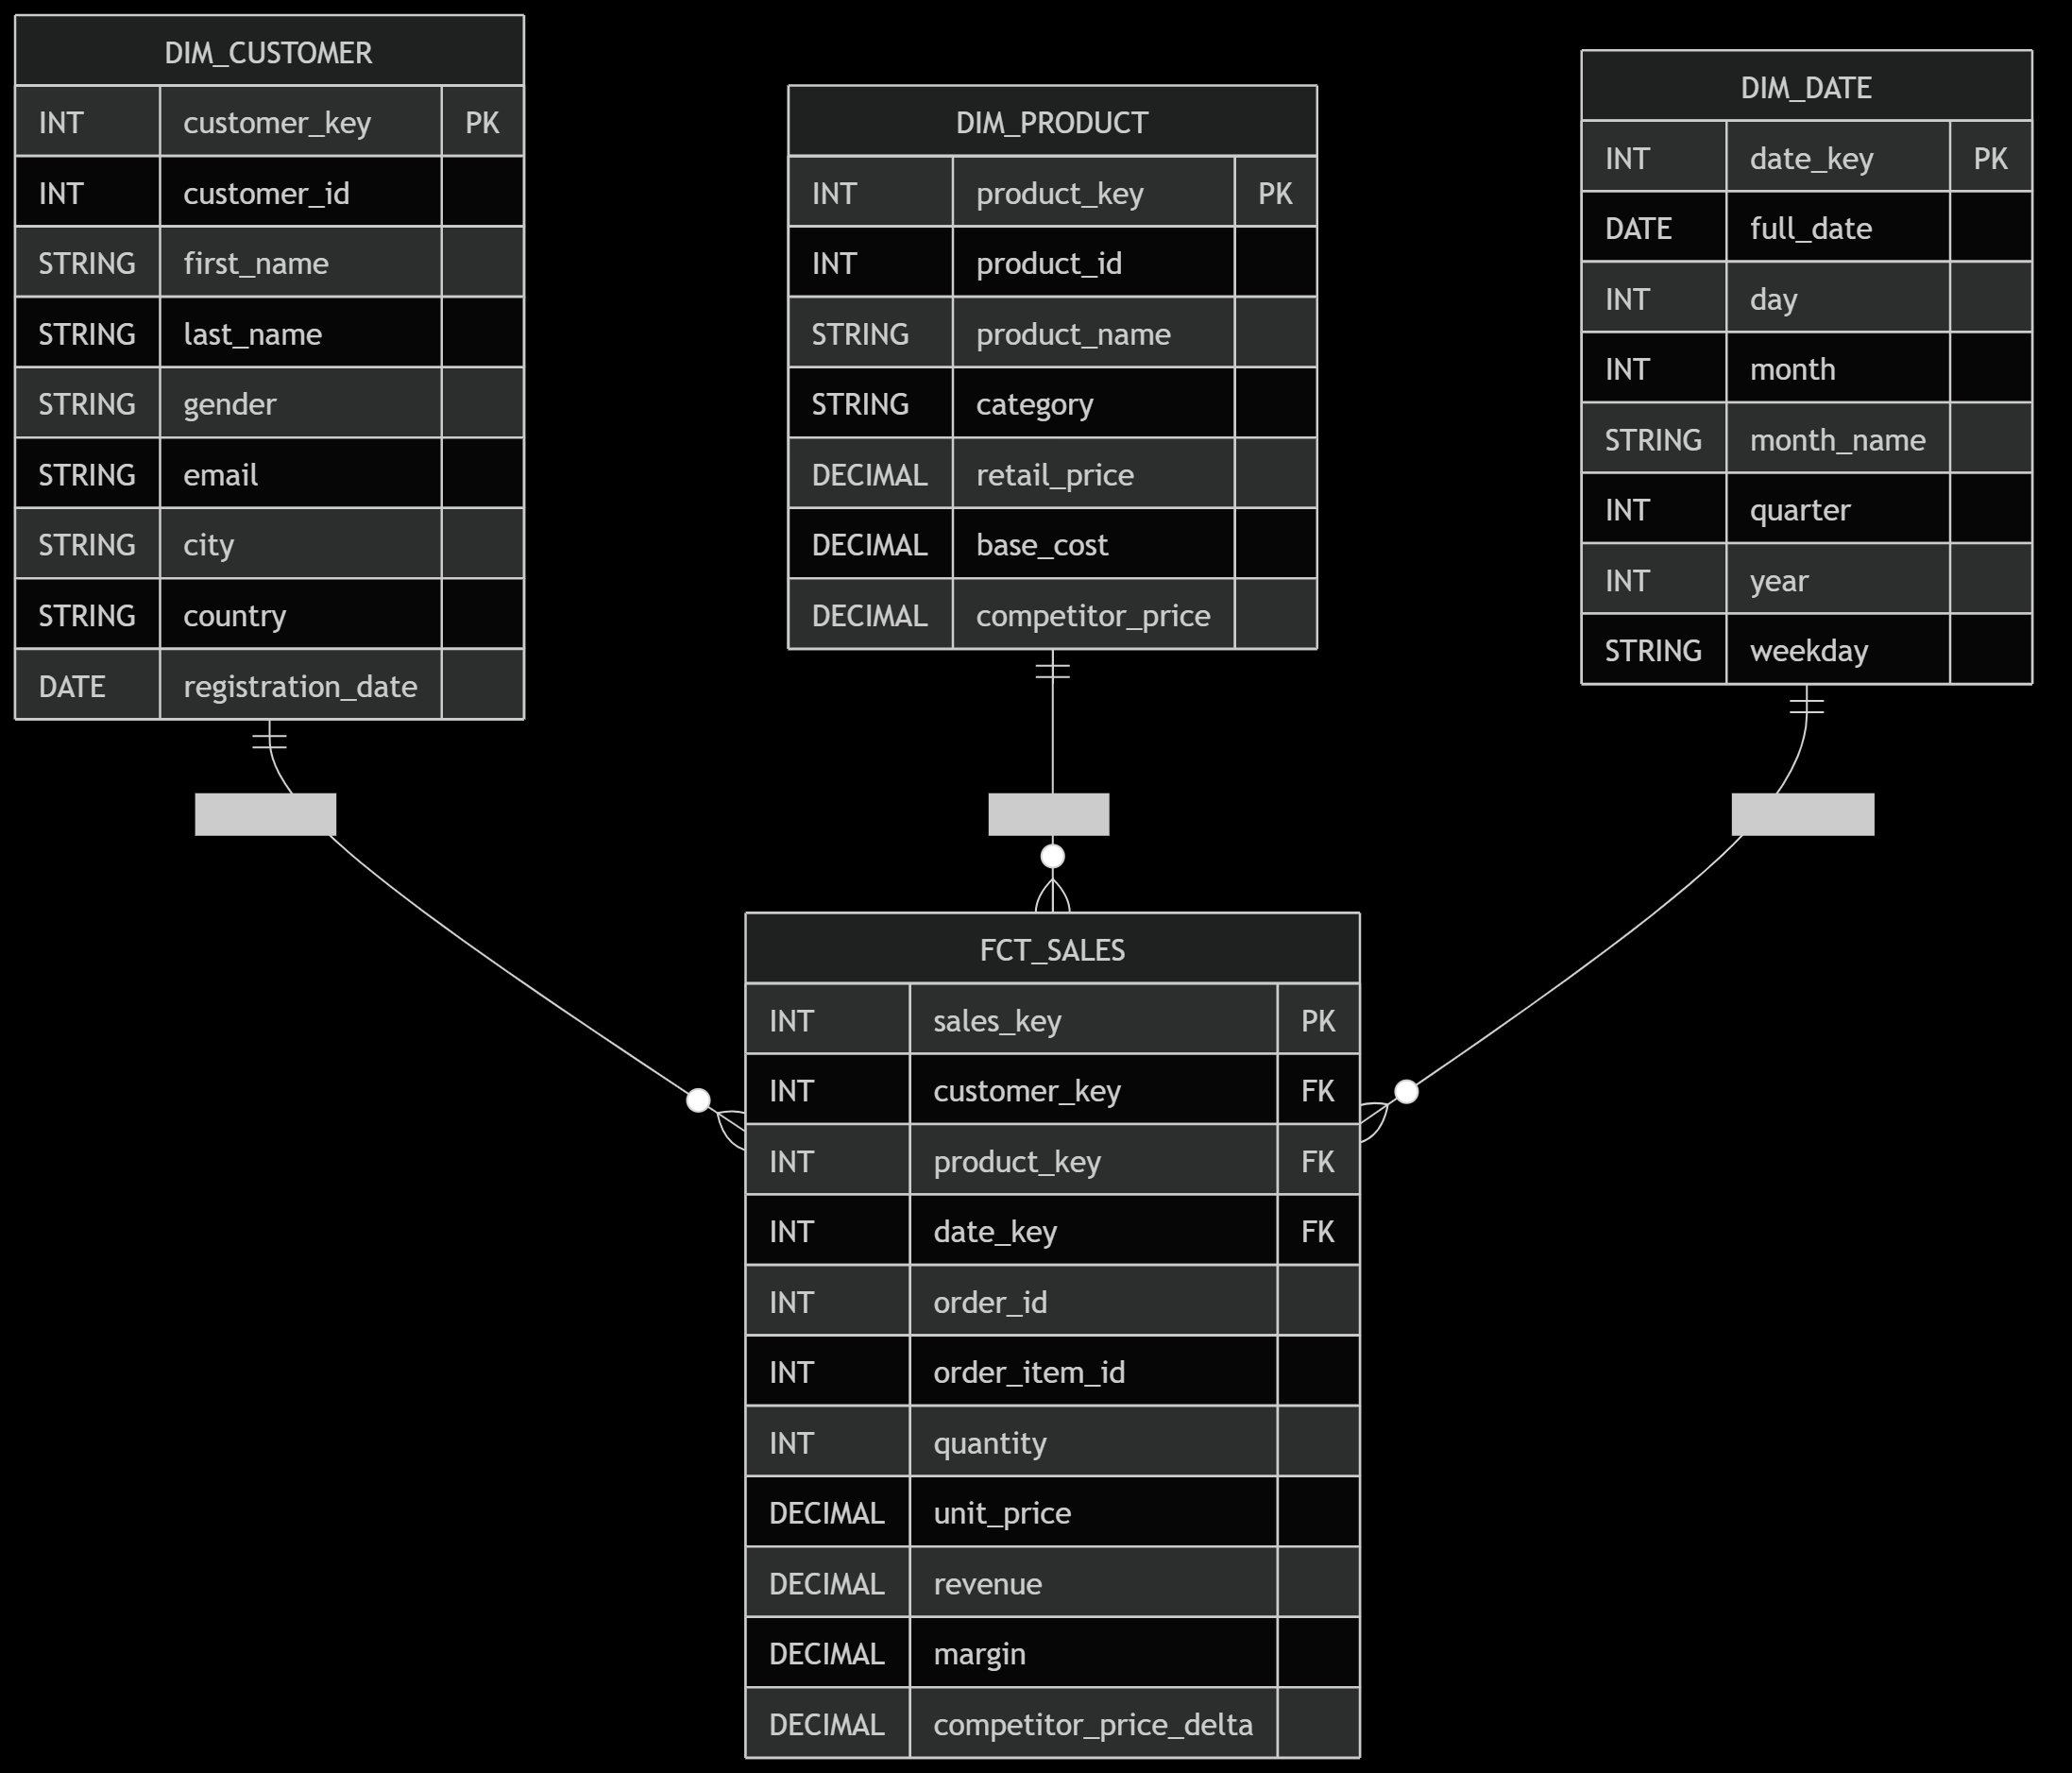 DIM_CUSTOMER
INT customer_key PK
INT customer_id
STRING first_name
STRING last_name
STRING gender
STRING email
STRING city
STRING country
DATE registration_date
DIM_PRODUCT
INT product_key PK
INT product_id
STRING product_name
STRING category
DECIMAL retail_price
DECIMAL base_cost
DECIMAL competitor_price
DIM_DATE
INT date_key PK
DATE full_date
INT day
INT month
STRING month_name
INT quarter
INT year
STRING weekday
FCT_SALES
INT sales_key PK
INT customer_key FK
INT product_key FK
INT date_key FK
INT order_id
INT order_item_id
INT quantity
DECIMAL unit_price
DECIMAL revenue
DECIMAL margin
DECIMAL competitor_price_delta